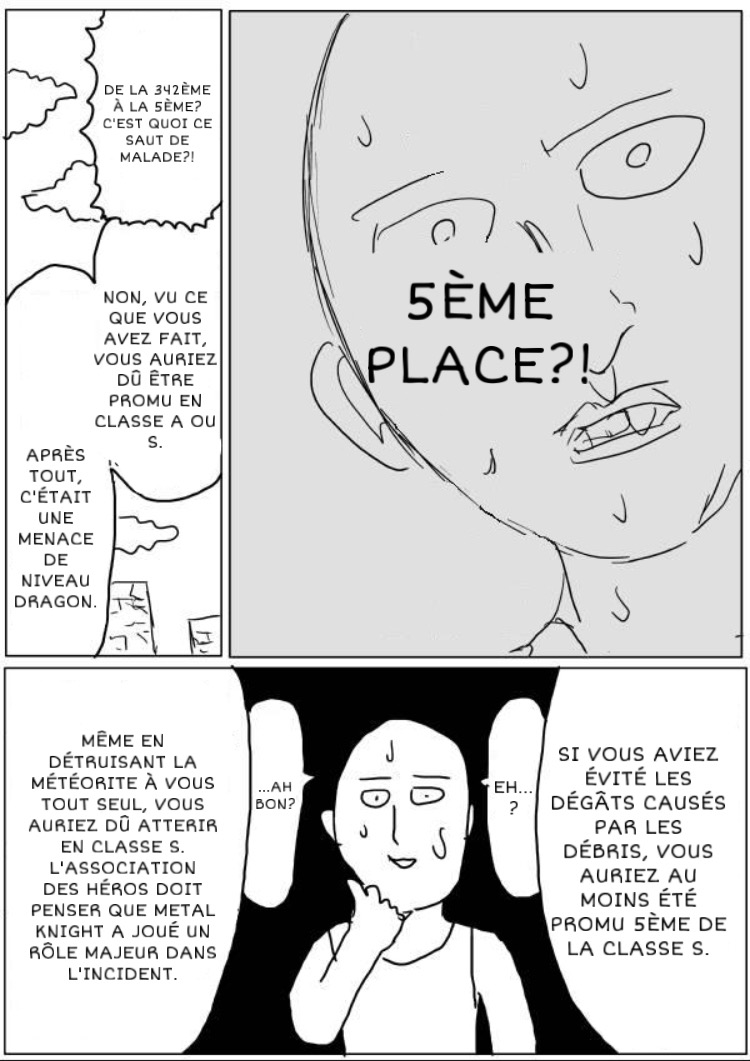 5ÈME
PLACE?!
DE LA 342ÈME
À LA 5ÈME?
C'EST QUOI CE
SAUT DE
MALADE?!
NON, VU CE
QUE VOUS
AVEZ FAIT,
VOUS AURIEZ
DÛ ÊTRE
PROMU EN
CLASSE A OU
S.
APRÈS
TOUT,
C'ÉTAIT
UNE
MENACE
DE
NIVEAU
DRAGON.
SI VOUS AVIEZ
ÉVITÉ LES
DÉGÂTS CAUSÉS
PAR LES
DÉBRIS, VOUS
AURIEZ AU
MOINS ÉTÉ
PROMU 5ÈME DE
LA CLASSE S.
EH...
?
...AH
BON?
MÊME EN
DÉTRUISANT LA
MÉTÉORITE À VOUS
TOUT SEUL, VOUS
AURIEZ DÛ ATTERIR
EN CLASSE S.
L'ASSOCIATION
DES HÉROS DOIT
PENSER QUE METAL
KNIGHT A JOUÉ UN
RÔLE MAJEUR DANS
L'INCIDENT.